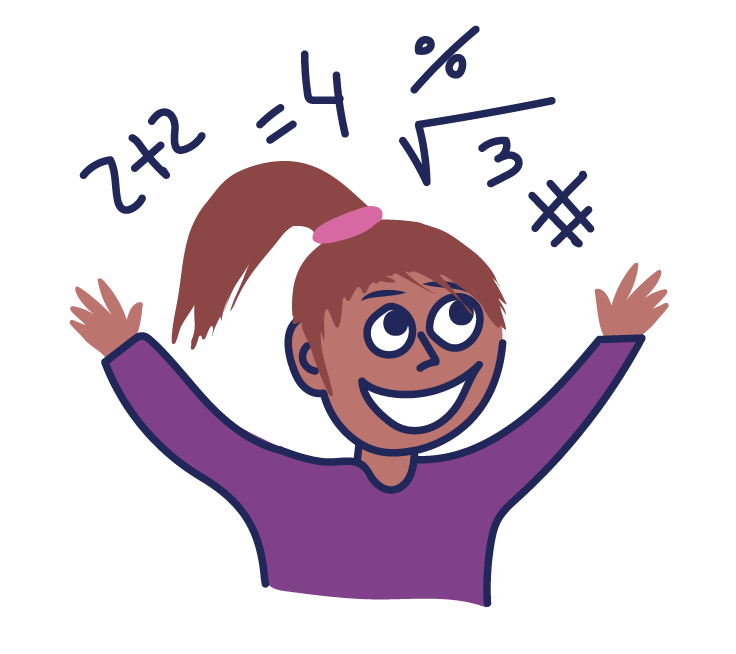 2+2 = 4 % √3 #